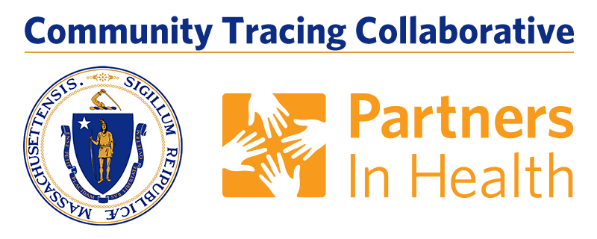 Community Tracing Collaborative
SIGILLUM REIPUBLICÆ MASSACHUSETTENSIS.
Partners
In Health